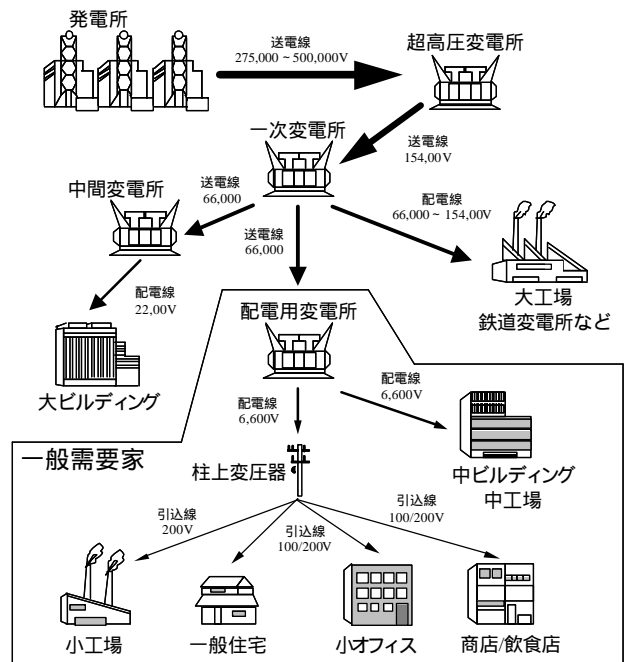 発電所
送電線
275,000 ~ 500,000V
超高圧変電所
一次変電所
送電線
154,00V
中間変電所
送電線
66,000
送電線
66,000
配電線
66,000 ~ 154,00V
大工場
鉄道変電所など
配電線
22,00V
配電用変電所
大ビルディング
配電線
6,600V
配電線
6,600V
一般需要家
柱上変圧器
中ビルディング
中工場
引込線
200V
引込線
100/200V
引込線
100/200V
引込線
100/200V
小工場
一般住宅
小オフィス
商店/飲食店